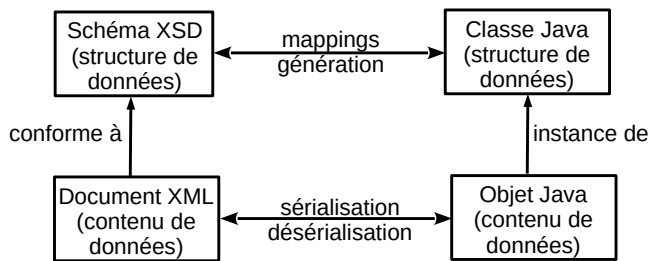 Schéma XSD
(structure de
données)
mappings
génération
Classe Java
(structure de
données)
conforme à
instance de
Document XML
(contenu de
données)
sérialisation
désérialisation
Objet Java
(contenu de
données)